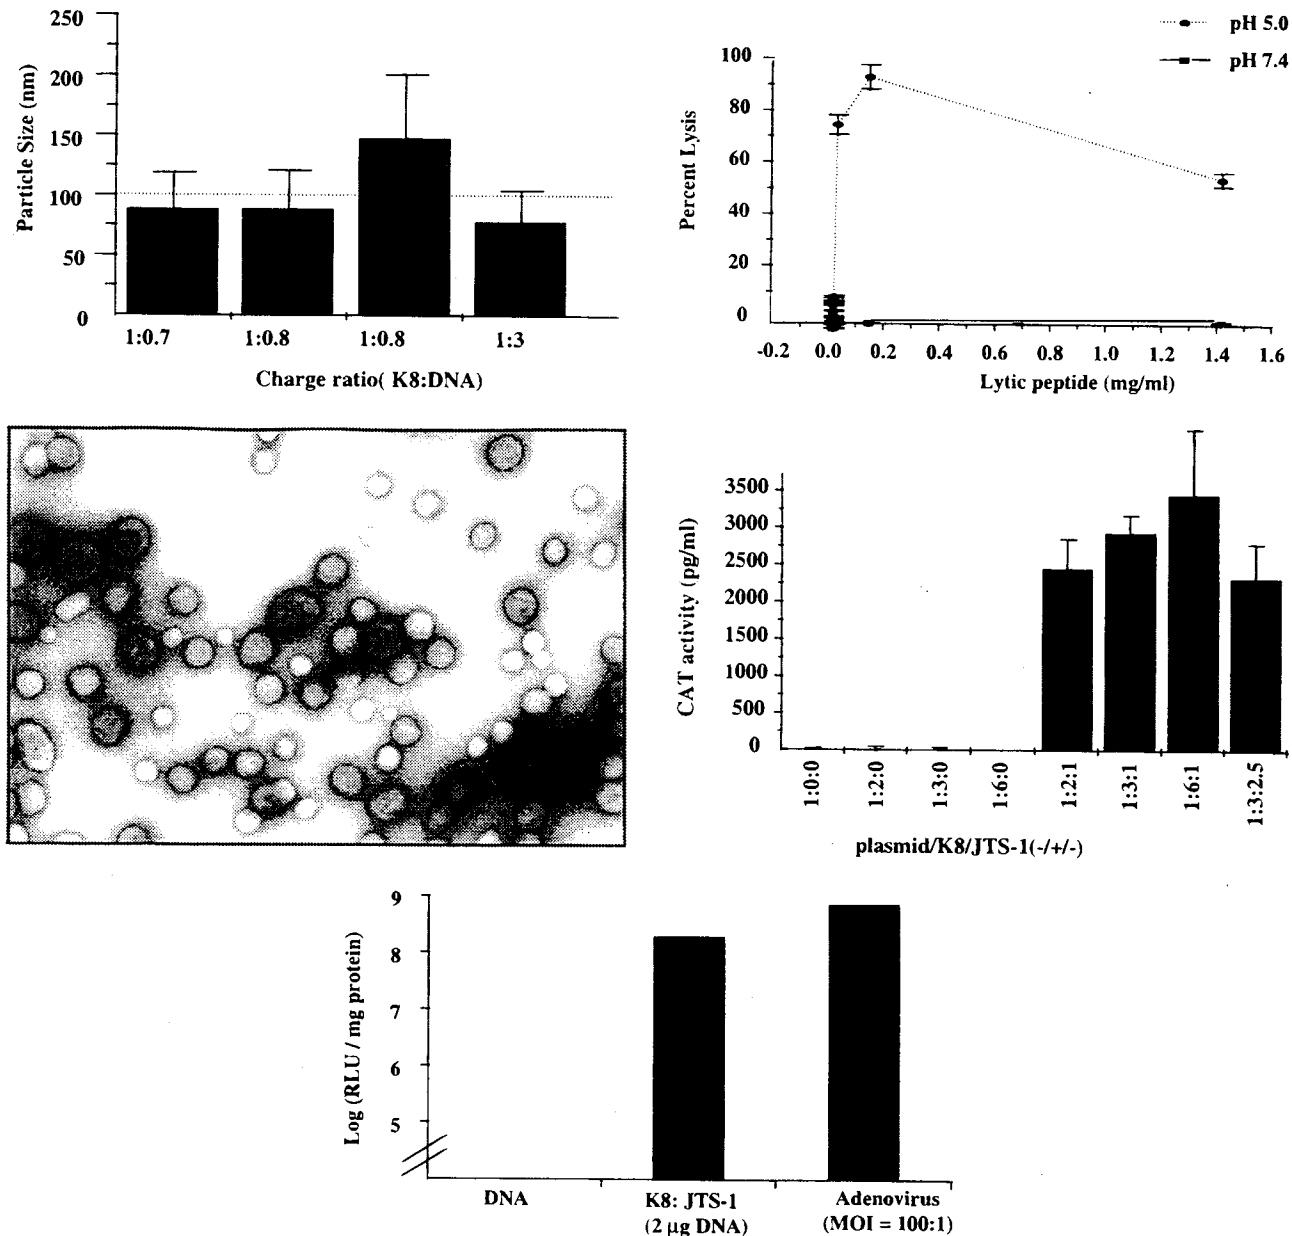 250
200
150
100
50
0
Particle Size (nm)
1:0.7 1:0.8 1:0.8 1:3
Charge ratio( K8:DNA)
pH 5.0
pH 7.4
100
80
60
40
20
0
Percent Lysis
-0.2 0.0 0.2 0.4 0.6 0.8 1.0 1.2 1.4 1.6
Lytic peptide (mg/ml)
3500
3000
2500
2000
1500
1000
500
0
CAT activity (pg/ml)
1:0:0
1:2:0
1:3:0
1:6:0
1:2:1
1:3:1
1:6:1
1:3:2.5
plasmid/K8/JTS-1(-/+/-)
9
8
7
6
5
Log (RLU / mg protein)
DNA
K8: JTS-1
(2 µg DNA)
Adenovirus
(MOI = 100:1)